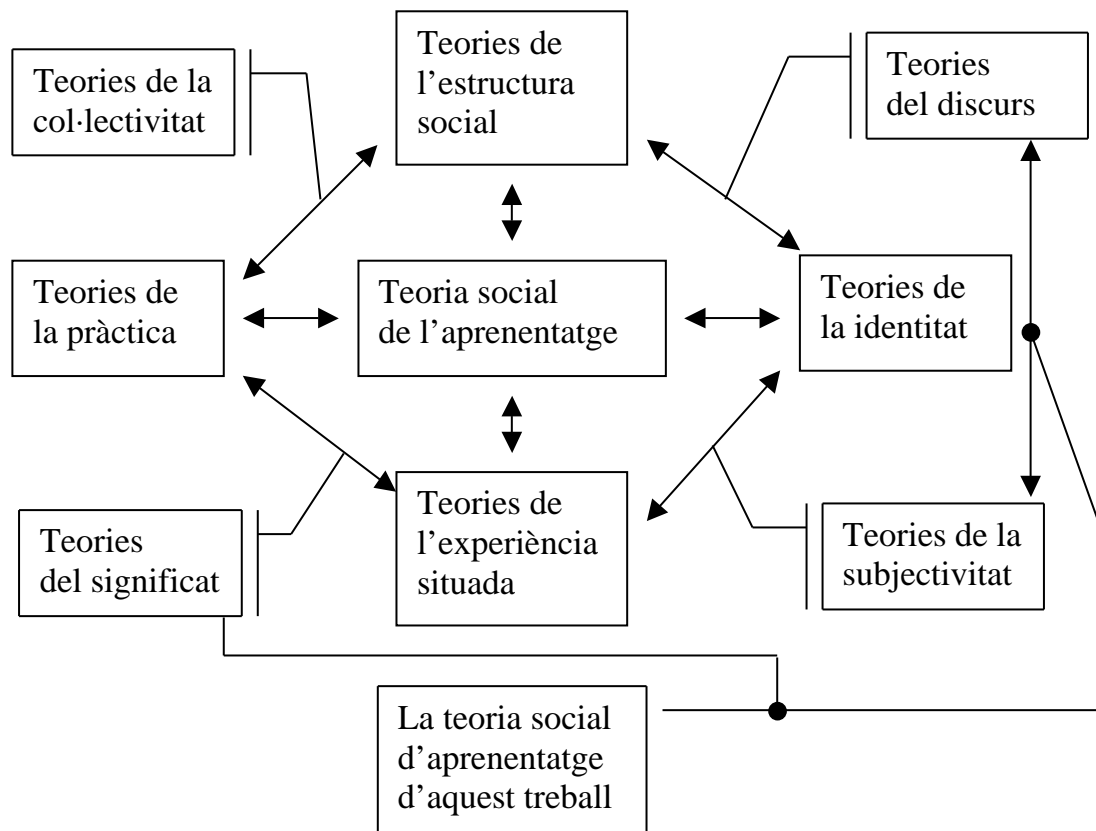 Teories de la
col·lectivitat
Teories de
l’estructura
social
Teories
del discurs
Teories de
la pràctica
Teoria social
de l’aprenentatge
Teories de
la identitat
Teories
del significat
Teories de
l’experiència
situada
Teories de la
subjectivitat
La teoria social
d’aprenentatge
d’aquest treball